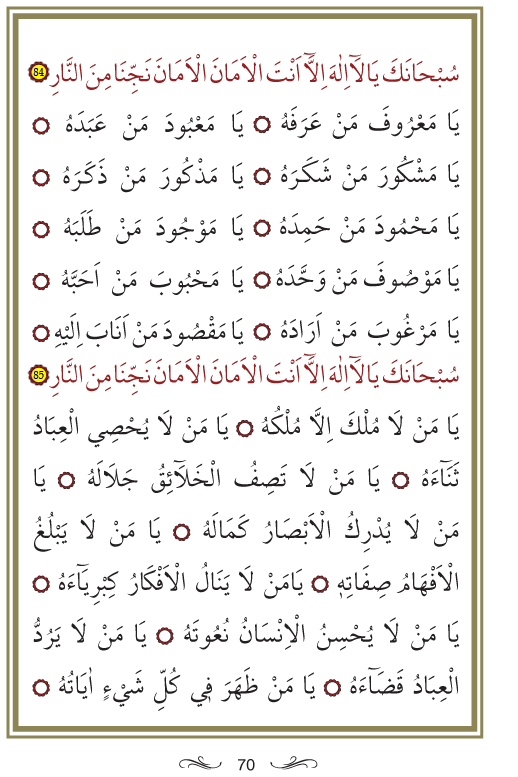 سُبْحَانَكَ يَا لَٓا اِلٰهَ اِلَّٓا اَنْتَ الْاَمَانَ الْاَمَانَ نَجِّنَا مِنَ النَّارِ 84
يَا مَعْرُوفَ مَنْ عَرَفَهُ ۞ يَا مَعْبُودَ مَنْ عَبَدَهُ ۞
يَا مَشْكُورَ مَنْ شَكَرَهُ ۞ يَا مَذْكُورَ مَنْ ذَكَرَهُ ۞
يَا مَحْمُودَ مَنْ حَمِدَهُ ۞ يَا مَوْجُودَ مَنْ طَلَبَهُ ۞
يَا مَوْصُوفَ مَنْ وَحَّدَهُ ۞ يَا مَحْبُوبَ مَنْ اَحَبَّهُ ۞
يَا مَرْغُوبَ مَنْ اَرَادَهُ ۞ يَا مَقْصُودَ مَنْ اَنَابَ اِلَيْهِ ۞
سُبْحَانَكَ يَا لَٓا اِلٰهَ اِلَّٓا اَنْتَ الْاَمَانَ الْاَمَانَ نَجِّنَا مِنَ النَّارِ 85
يَا مَنْ لَا مُلْكَ اِلَّا مُلْكُهُ ۞ يَا مَنْ لَا يُحْصِي الْعِبَادُ
ثَنَٓاءَهُ ۞ يَا مَنْ لَا تَصِفُ الْخَلَٓائِقُ جَلَالَهُ ۞ يَا
مَنْ لَا يُدْرِكُ الْاَبْصَارُ كَمَالَهُ ۞ يَا مَنْ لَا يَبْلُغُ
الْاَفْهَامُ صِفَاتِهٖ ۞ يَامَنْ لَا يَنَالُ الْاَفْكَارُ كِبْرِيَٓاءَهُ ۞
يَا مَنْ لَا يُحْسِنُ الْاِنْسَانُ نُعُوتَهُ ۞ يَا مَنْ لَا يَرُدُّ
الْعِبَادُ قَضَٓاءَهُ ۞ يَا مَنْ ظَهَرَ فِي كُلِّ شَيْءٍ اٰيَاتُهُ ۞
70